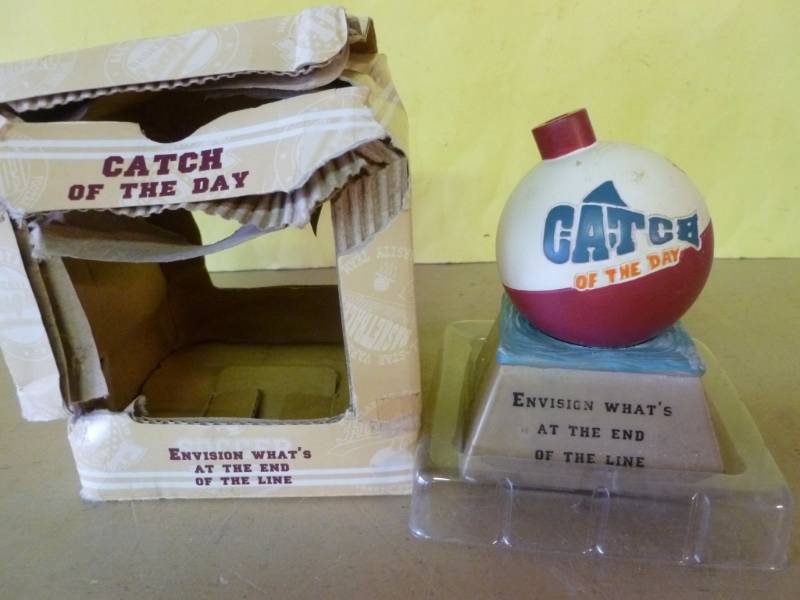 CATCH
OF THE DAY
SOCCER
ENVISION WHAT'S
AT THE END
OF THE LINE
CATCH
OF THE DAY
ENVISION WHAT'S
AT THE END
OF THE LINE